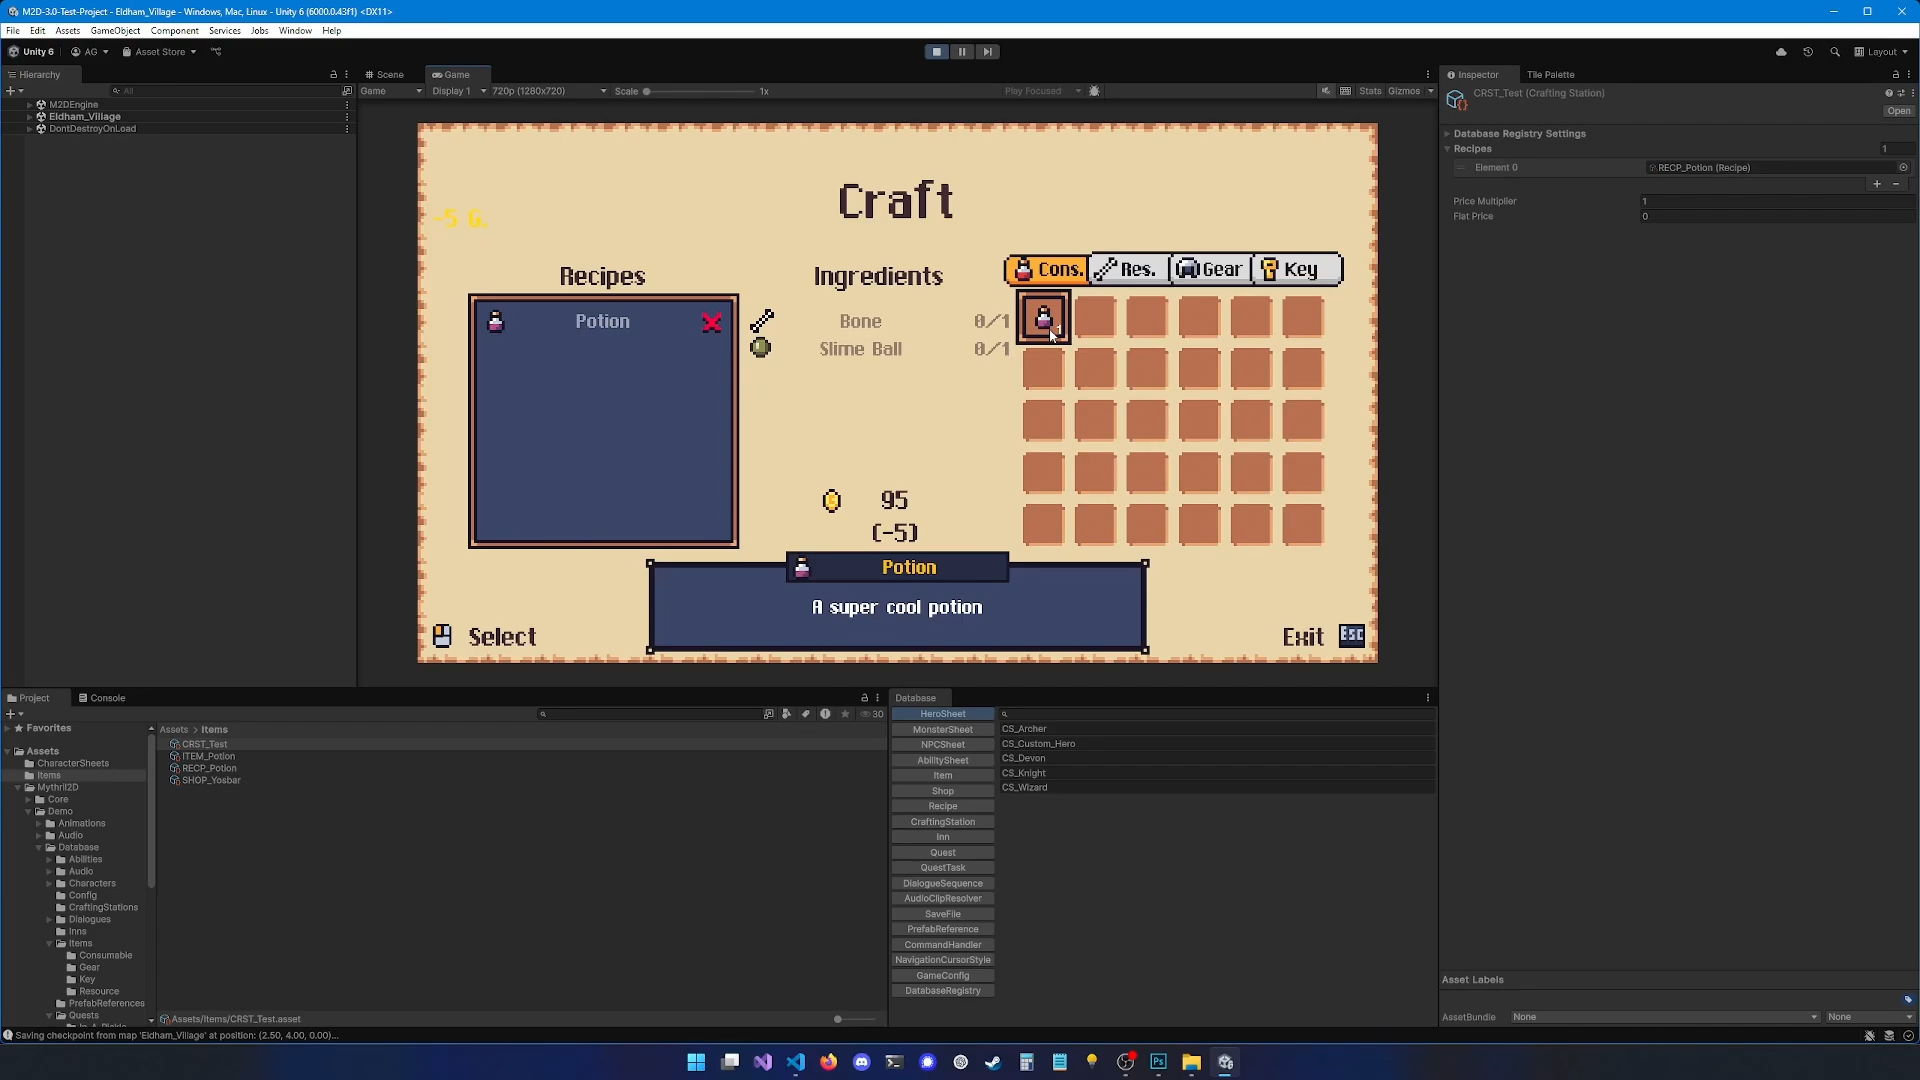 M2D-3.0-Test-Project - Eldham_Village - Windows, Mac, Linux - Unity 6 (6000.0.43f1) <DX11>
File Edit Assets GameObject Component Services Jobs Window Help
Unity 6 AG Asset Store Layout
Hierarchy
All
M2DEngine
Eldham_Village
DontDestroyOnLoad
Scene Game
Game Display 1 720p (1280x720) Scale 1x Play Focused Stats Gizmos
Craft
-5 G.
Recipes
Potion
Ingredients
Bone 0/1
Slime Ball 0/1
95
(-5)
Cons. Res. Gear Key
1
Potion
A super cool potion
Select
Exit Esc
Inspector Tile Palette
CRST_Test (Crafting Station)
Open
Database Registry Settings
Recipes 1
Element 0 RECP_Potion (Recipe)
Price Multiplier 1
Flat Price 0
Asset Labels
AssetBundle None None
Project Console
30
Favorites
Assets
CharacterSheets
Items
Mythril2D
Core
Demo
Animations
Audio
Database
Abilities
Audio
Characters
Config
CraftingStations
Dialogues
Inns
Items
Consumable
Gear
Key
Resource
PrefabReferences
Quests
In-A-Pickle
Assets > Items
CRST_Test
ITEM_Potion
RECP_Potion
SHOP_Yosbar
Assets/Items/CRST_Test.asset
Database
HeroSheet
MonsterSheet
NPCSheet
AbilitySheet
Item
Shop
Recipe
CraftingStation
Inn
Quest
QuestTask
DialogueSequence
AudioClipResolver
SaveFile
PrefabReference
CommandHandler
NavigationCursorStyle
GameConfig
DatabaseRegistry
CS_Archer
CS_Custom_Hero
CS_Devon
CS_Knight
CS_Wizard
Saving checkpoint from map 'Eldham_Village' at position: (2.50, 4.00, 0.00)...
Ps